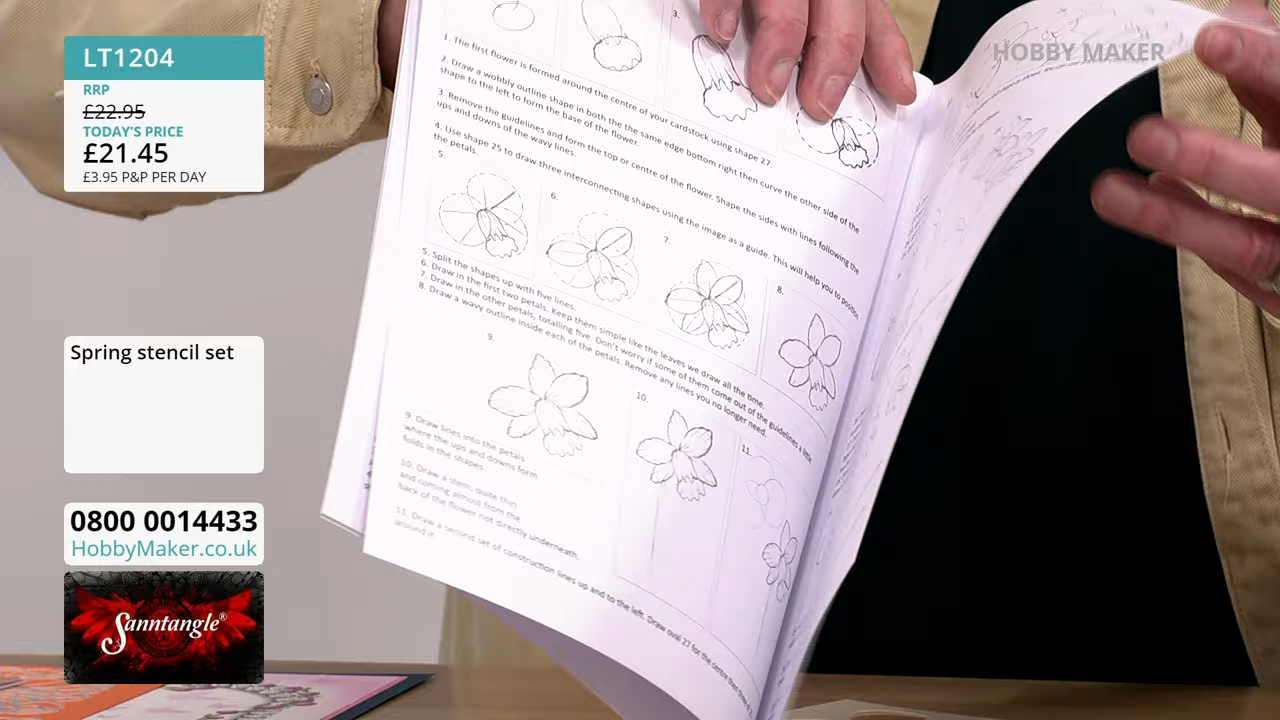 LT1204
RRP
£22.95
TODAY'S PRICE
£21.45
£3.95 P&P PER DAY
Spring stencil set
0800 0014433
HobbyMaker.co.uk
Sanntangle®
HOBBY MAKER
3.
1. The first flower is formed around the centre of your cardstock using shape 27.
2. Draw a wobbly outline shape in both the the same edge bottom right then curve the other side of the
shape to the left to form the base of the flower.
3. Remove the guidelines and form the top or centre of the flower. Shape the sides with lines following the
ups and downs of the wavy lines.
4. Use shape 25 to draw three interconnecting shapes using the image as a guide. This will help you to position
the petals.
5.
6.
7.
8.
5. Split the shapes up with five lines.
6. Draw in the first two petals. Keep them simple like the leaves we draw all the time.
7. Draw in the other petals, totalling five. Don't worry if some of them come out of the guidelines a little
8. Draw a wavy outline inside each of the petals. Remove any lines you no longer need.
9.
10.
11.
9. Draw lines into the petals
where the ups and downs form
folds in the shapes.
10. Draw a stem, quite thin
and coming almost from the
back of the flower not directly underneath.
11. Draw a second set of construction lines up and to the left. Draw oval 27 for the centre then
around it.